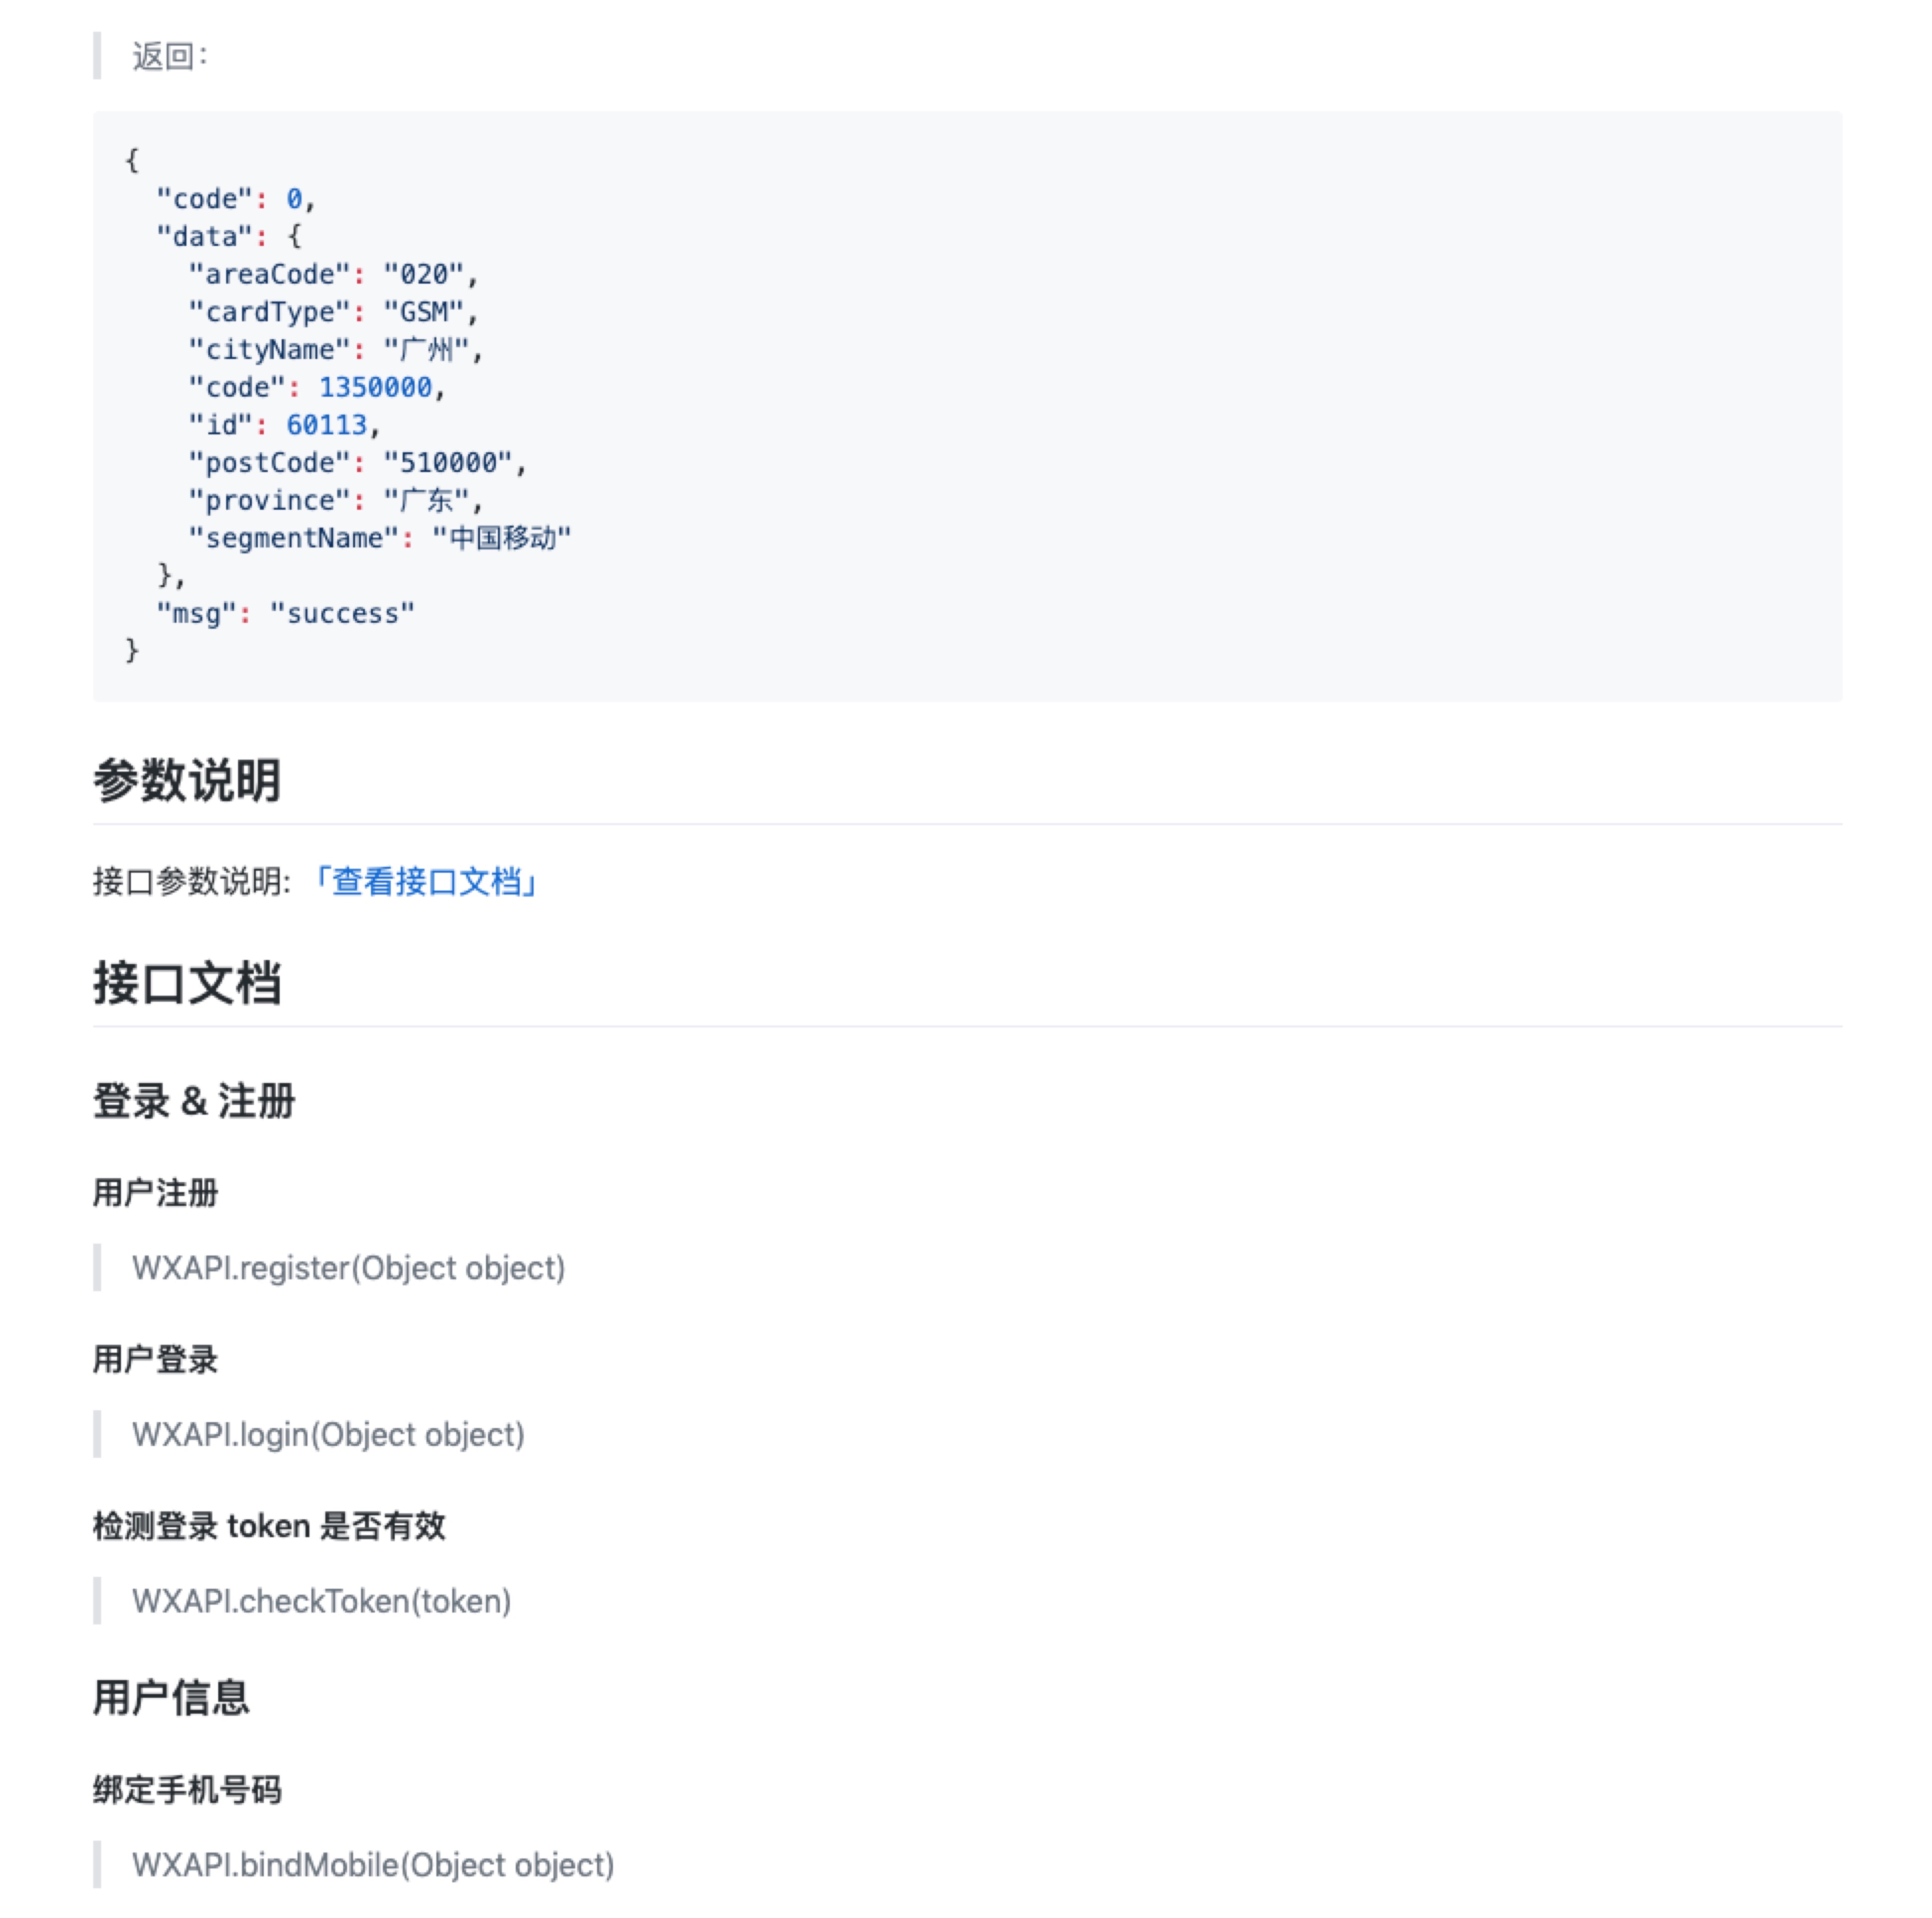 返回：
{
  "code": 0,
  "data": {
    "areaCode": "020",
    "cardType": "GSM",
    "cityName": "广州",
    "code": 1350000,
    "id": 60113,
    "postCode": "510000",
    "province": "广东",
    "segmentName": "中国移动"
  },
  "msg": "success"
}
参数说明
接口参数说明: 「查看接口文档」
接口文档
登录 & 注册
用户注册
WXAPI.register(Object object)
用户登录
WXAPI.login(Object object)
检测登录 token 是否有效
WXAPI.checkToken(token)
用户信息
绑定手机号码
WXAPI.bindMobile(Object object)